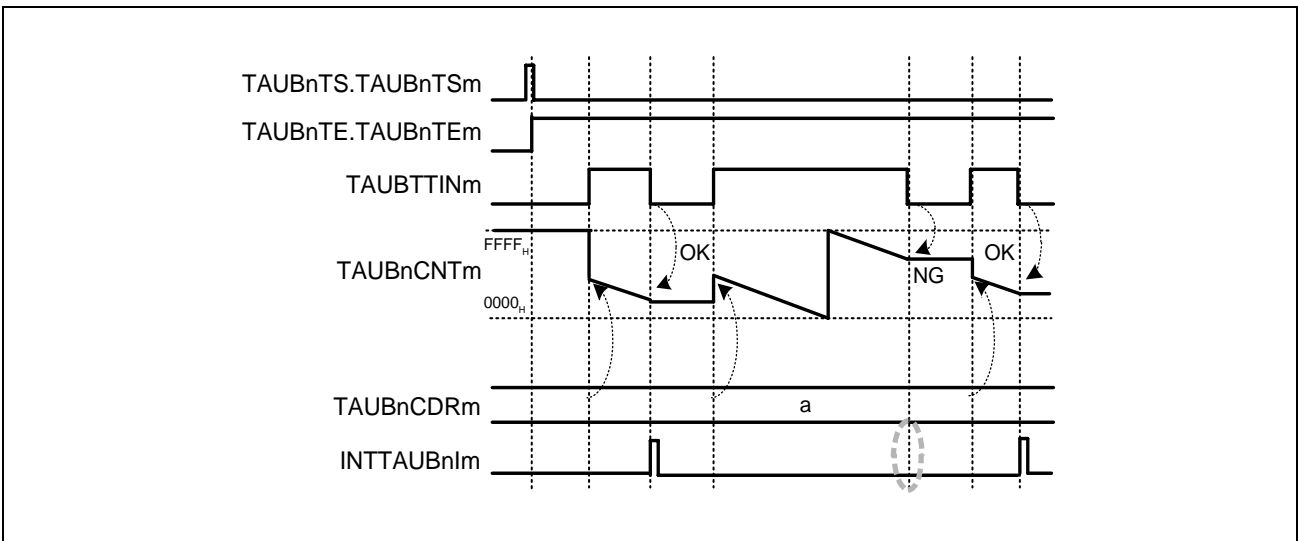 TAUBnTS.TAUBnTSm
TAUBnTE.TAUBnTEm
TAUBTTINm
FFFFH
OK
OK
TAUBnCNTm
NG
0000H
TAUBnCDRm
a
INTTAUBnIm